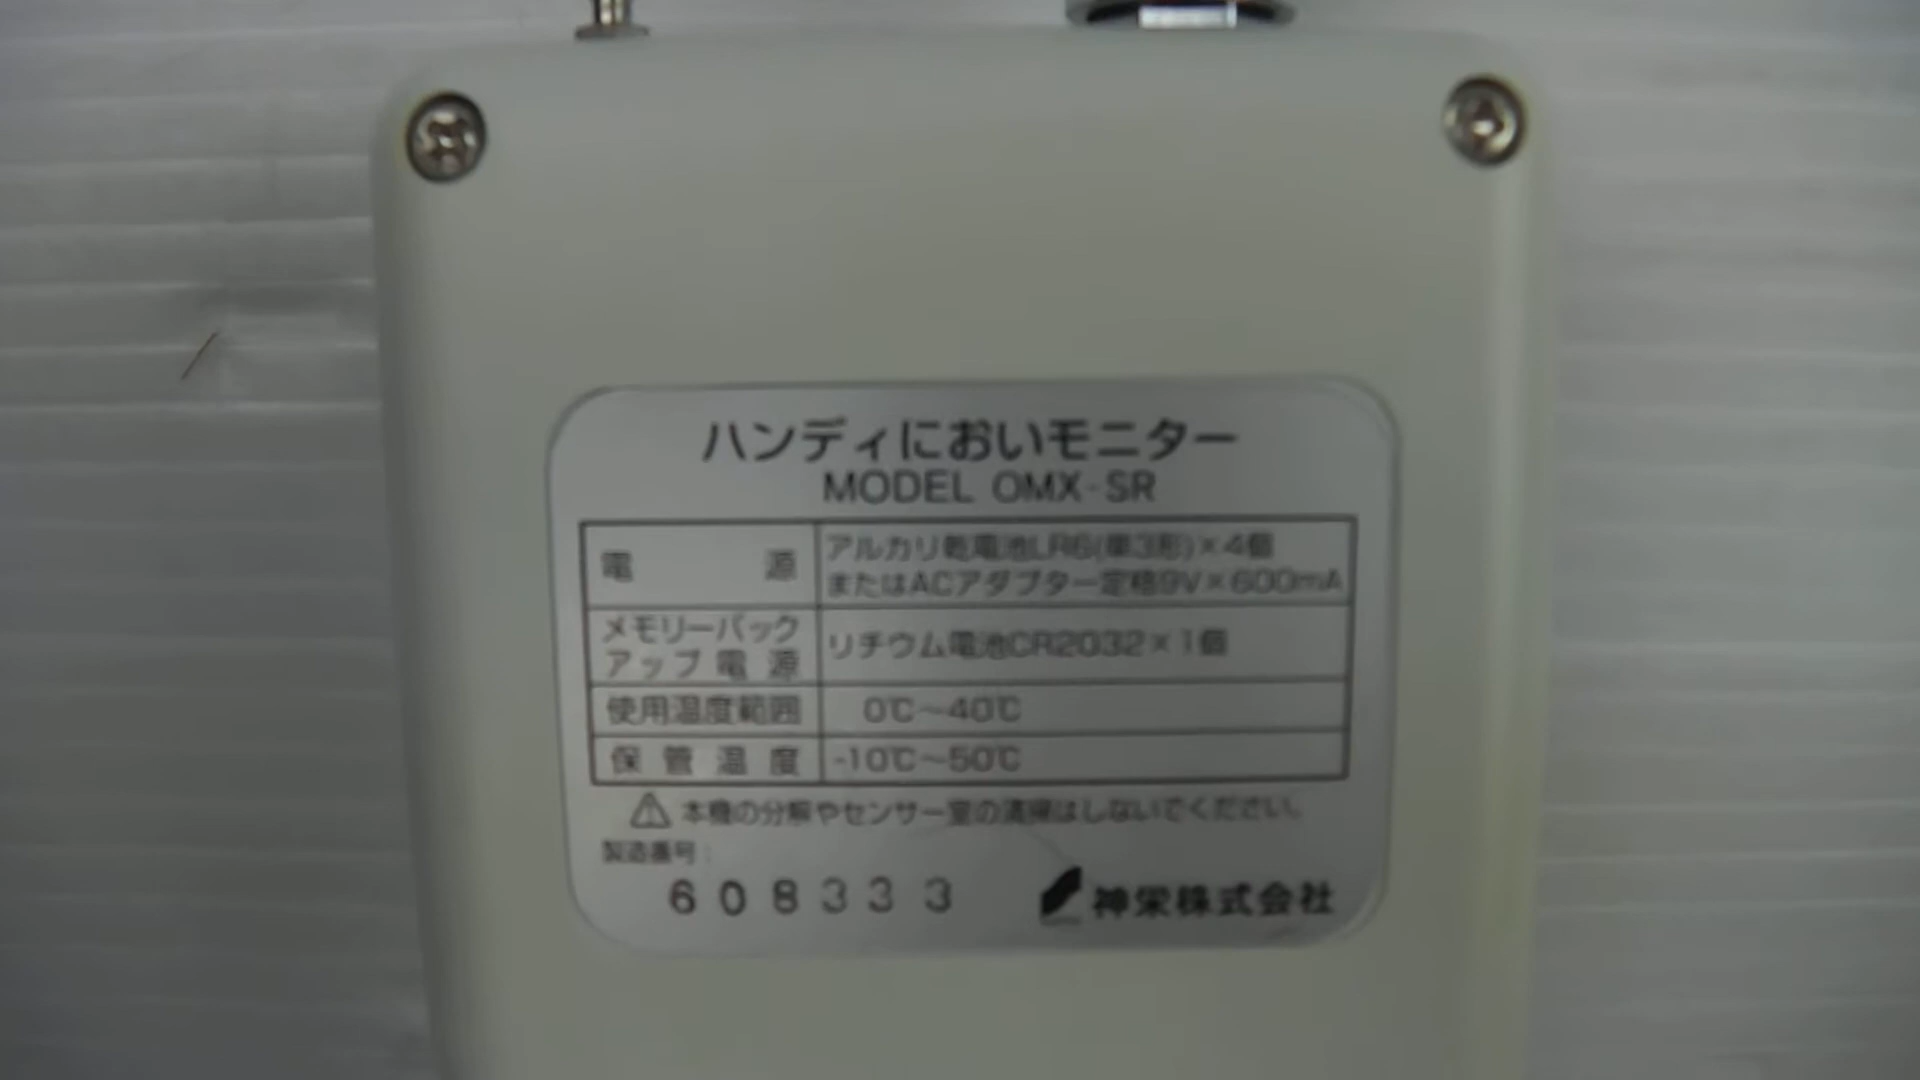 ハンディにおいモニター
MODEL OMX-SR
電源 アルカリ乾電池LR6(単3形)×4個
またはACアダプター定格9V×600mA
メモリーバック
アップ電源 リチウム電池CR2032×1個
使用温度範囲 0℃~40℃
保管温度 -10℃~50℃
⚠ 本機の分解やセンサー室の清掃はしないでください。
製造番号:
608333 神栄株式会社